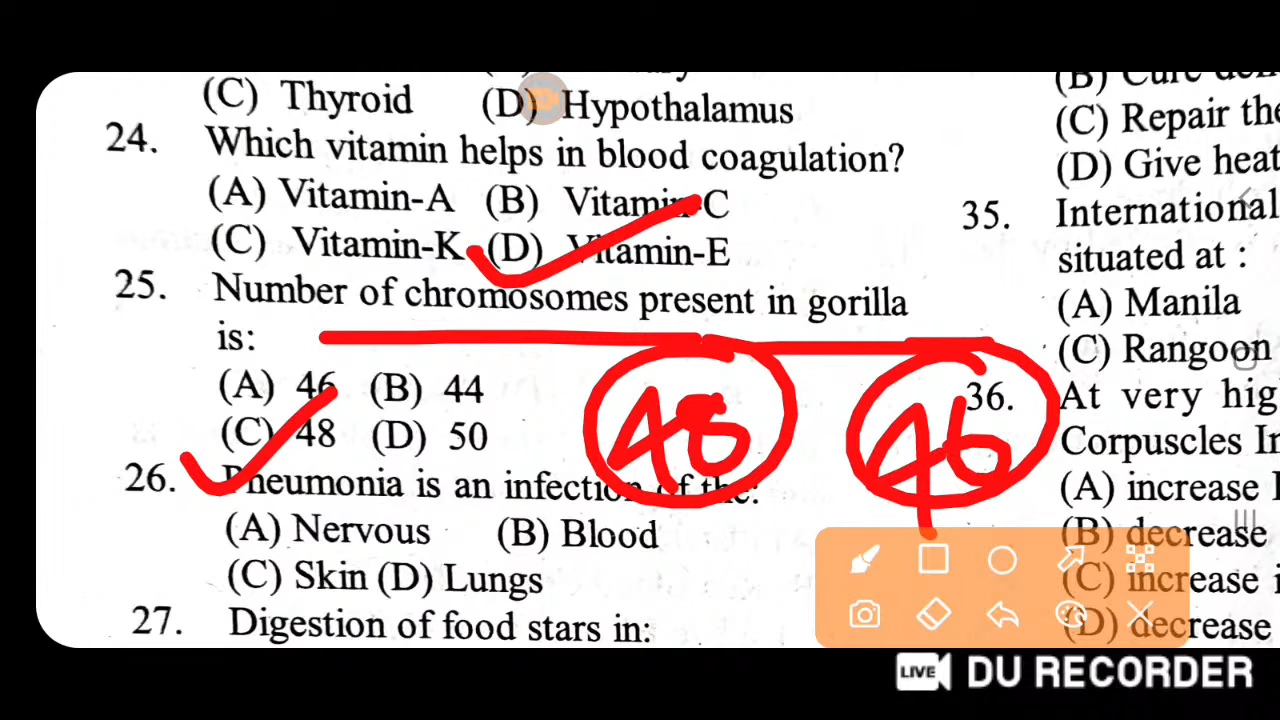 (C) Thyroid (D) Hypothalamus
24. Which vitamin helps in blood coagulation?
(A) Vitamin-A (B) Vitamin-C
(C) Vitamin-K (D) Vitamin-E
25. Number of chromosomes present in gorilla
is:
(A) 46 (B) 44
(C) 48 (D) 50
48 46
26. Pneumonia is an infection of the:
(A) Nervous (B) Blood
(C) Skin (D) Lungs
27. Digestion of food stars in:
(B) Cure
(C) Repair the
(D) Give heat
35. International
situated at :
(A) Manila
(C) Rangoon
36. At very hig
Corpuscles In
(A) increase
(B) decrease
(C) increase i
(D) decrease
LIVE DU RECORDER